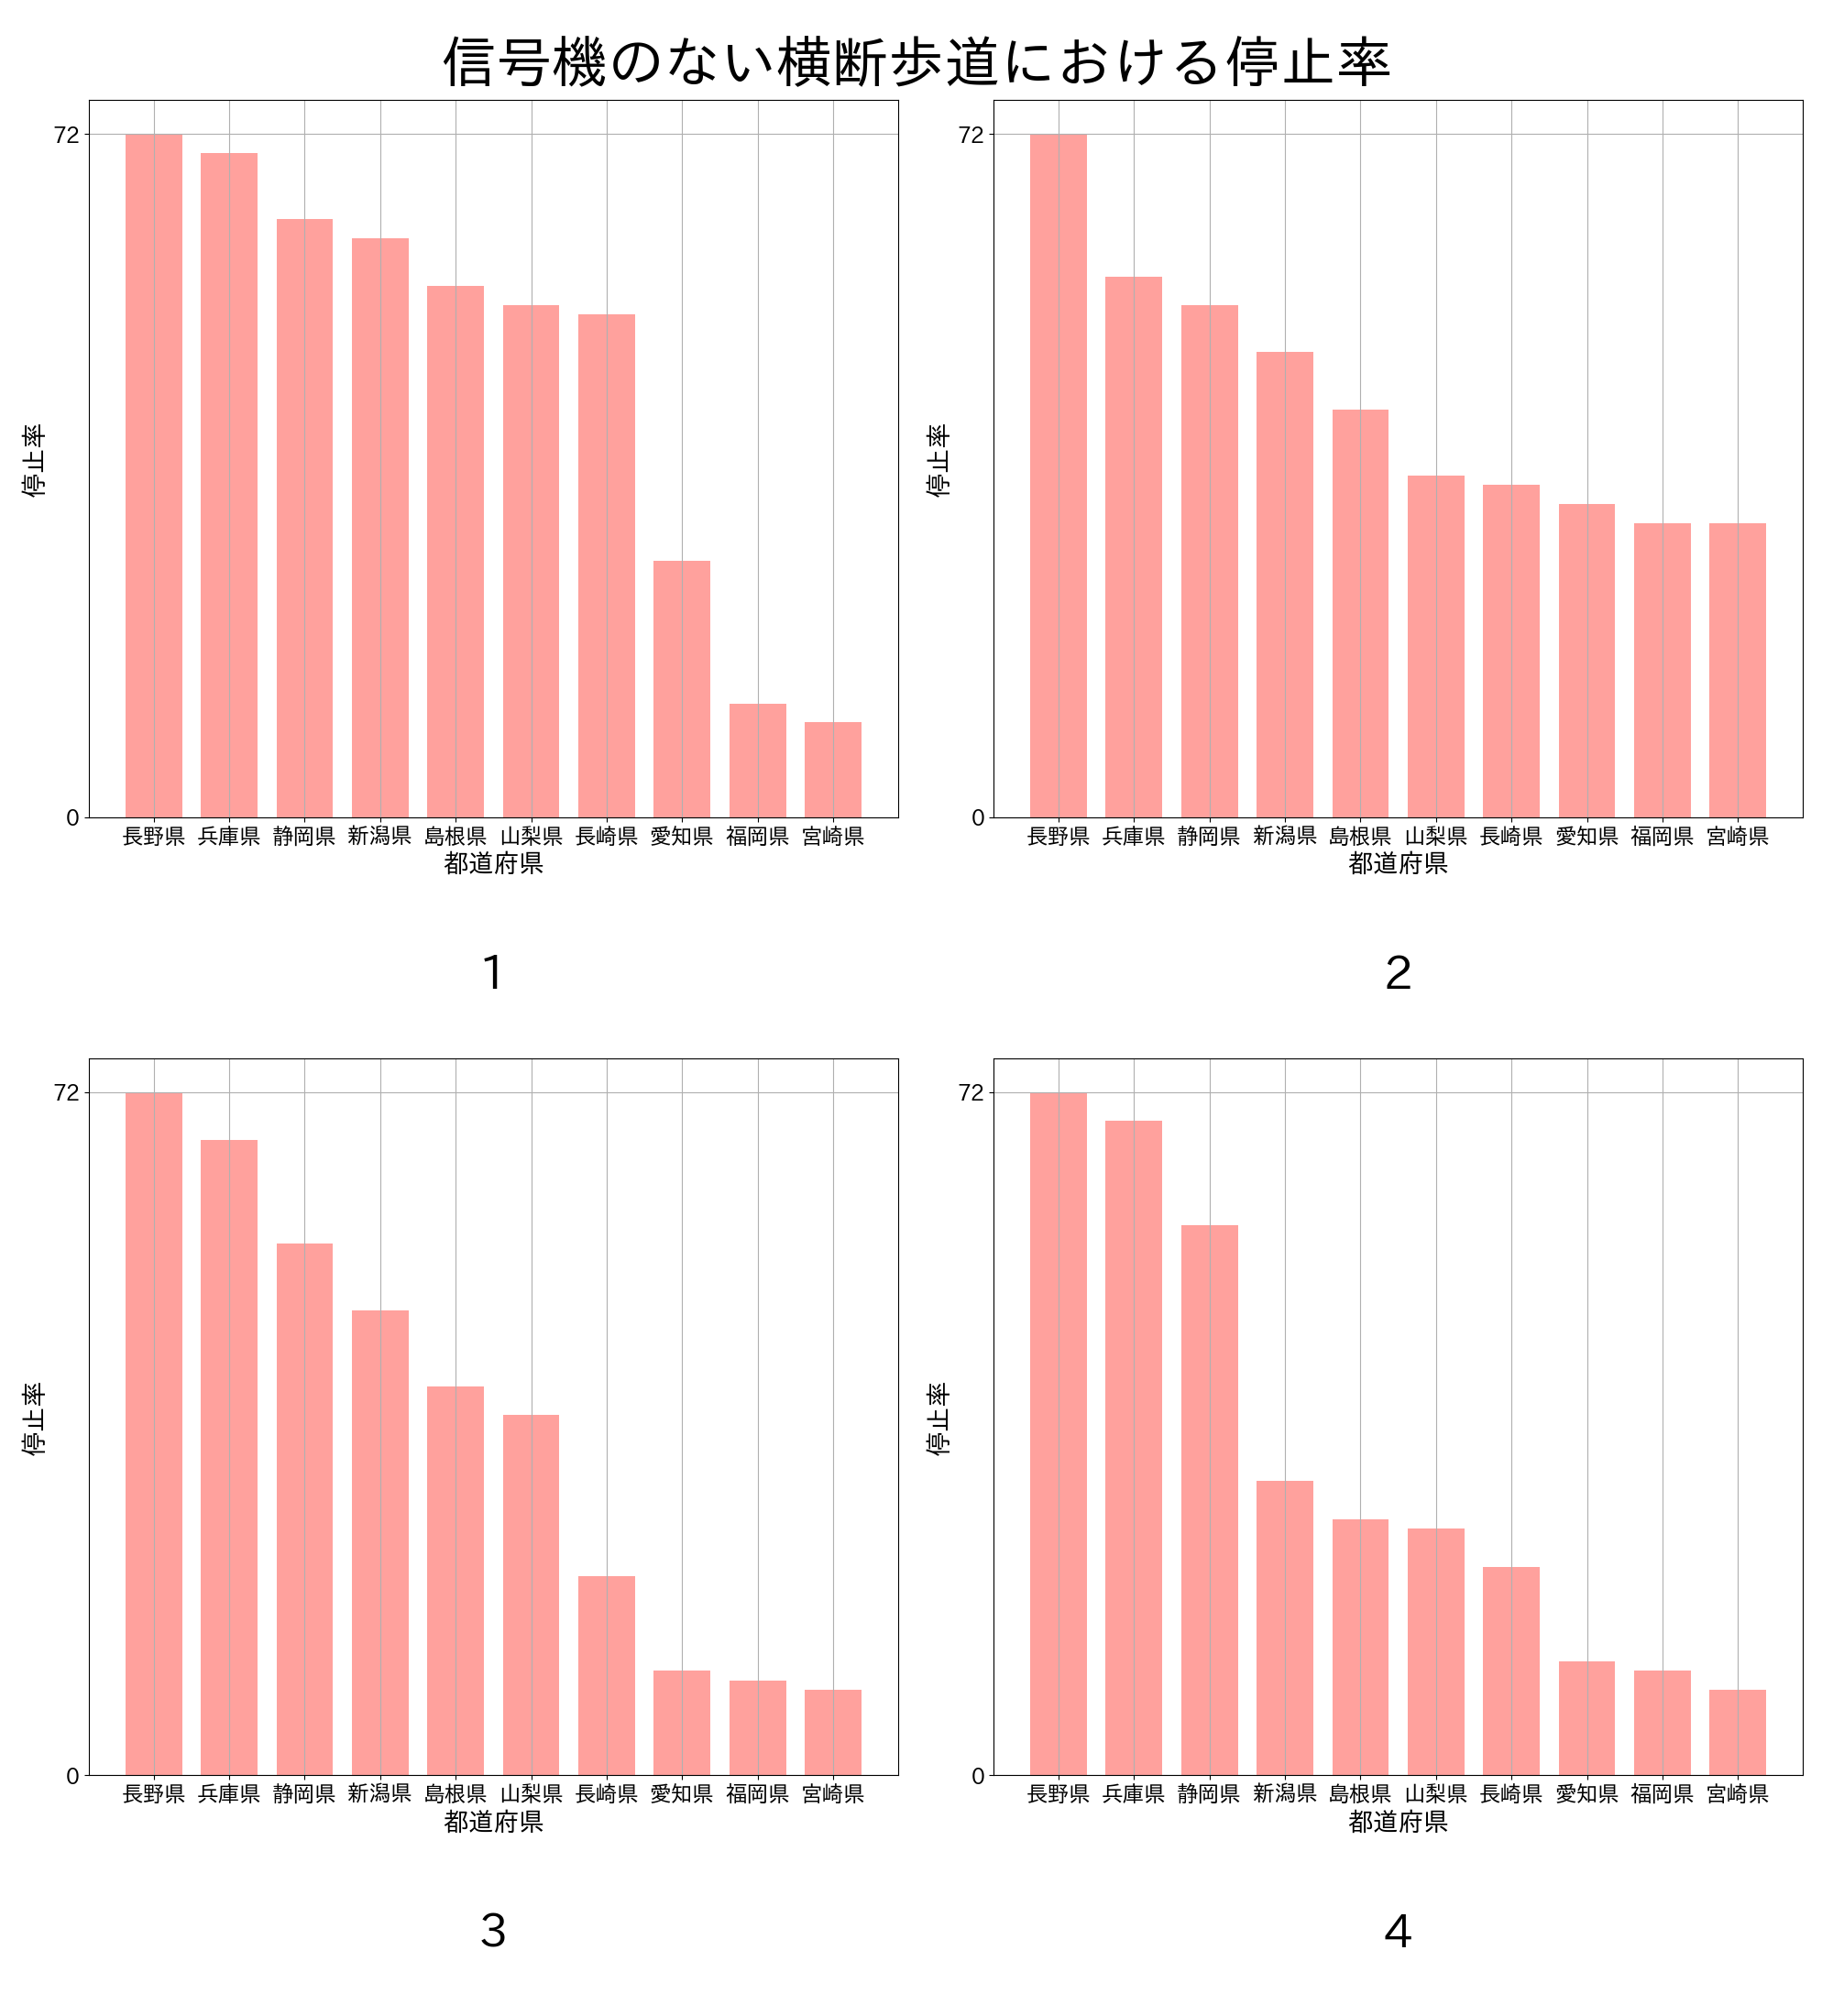 信号機のない横断歩道における停止率
72
0
停止率
長野県 兵庫県 静岡県 新潟県 島根県 山梨県 長崎県 愛知県 福岡県 宮崎県
都道府県
1
72
0
停止率
長野県 兵庫県 静岡県 新潟県 島根県 山梨県 長崎県 愛知県 福岡県 宮崎県
都道府県
2
72
0
停止率
長野県 兵庫県 静岡県 新潟県 島根県 山梨県 長崎県 愛知県 福岡県 宮崎県
都道府県
3
72
0
停止率
長野県 兵庫県 静岡県 新潟県 島根県 山梨県 長崎県 愛知県 福岡県 宮崎県
都道府県
4